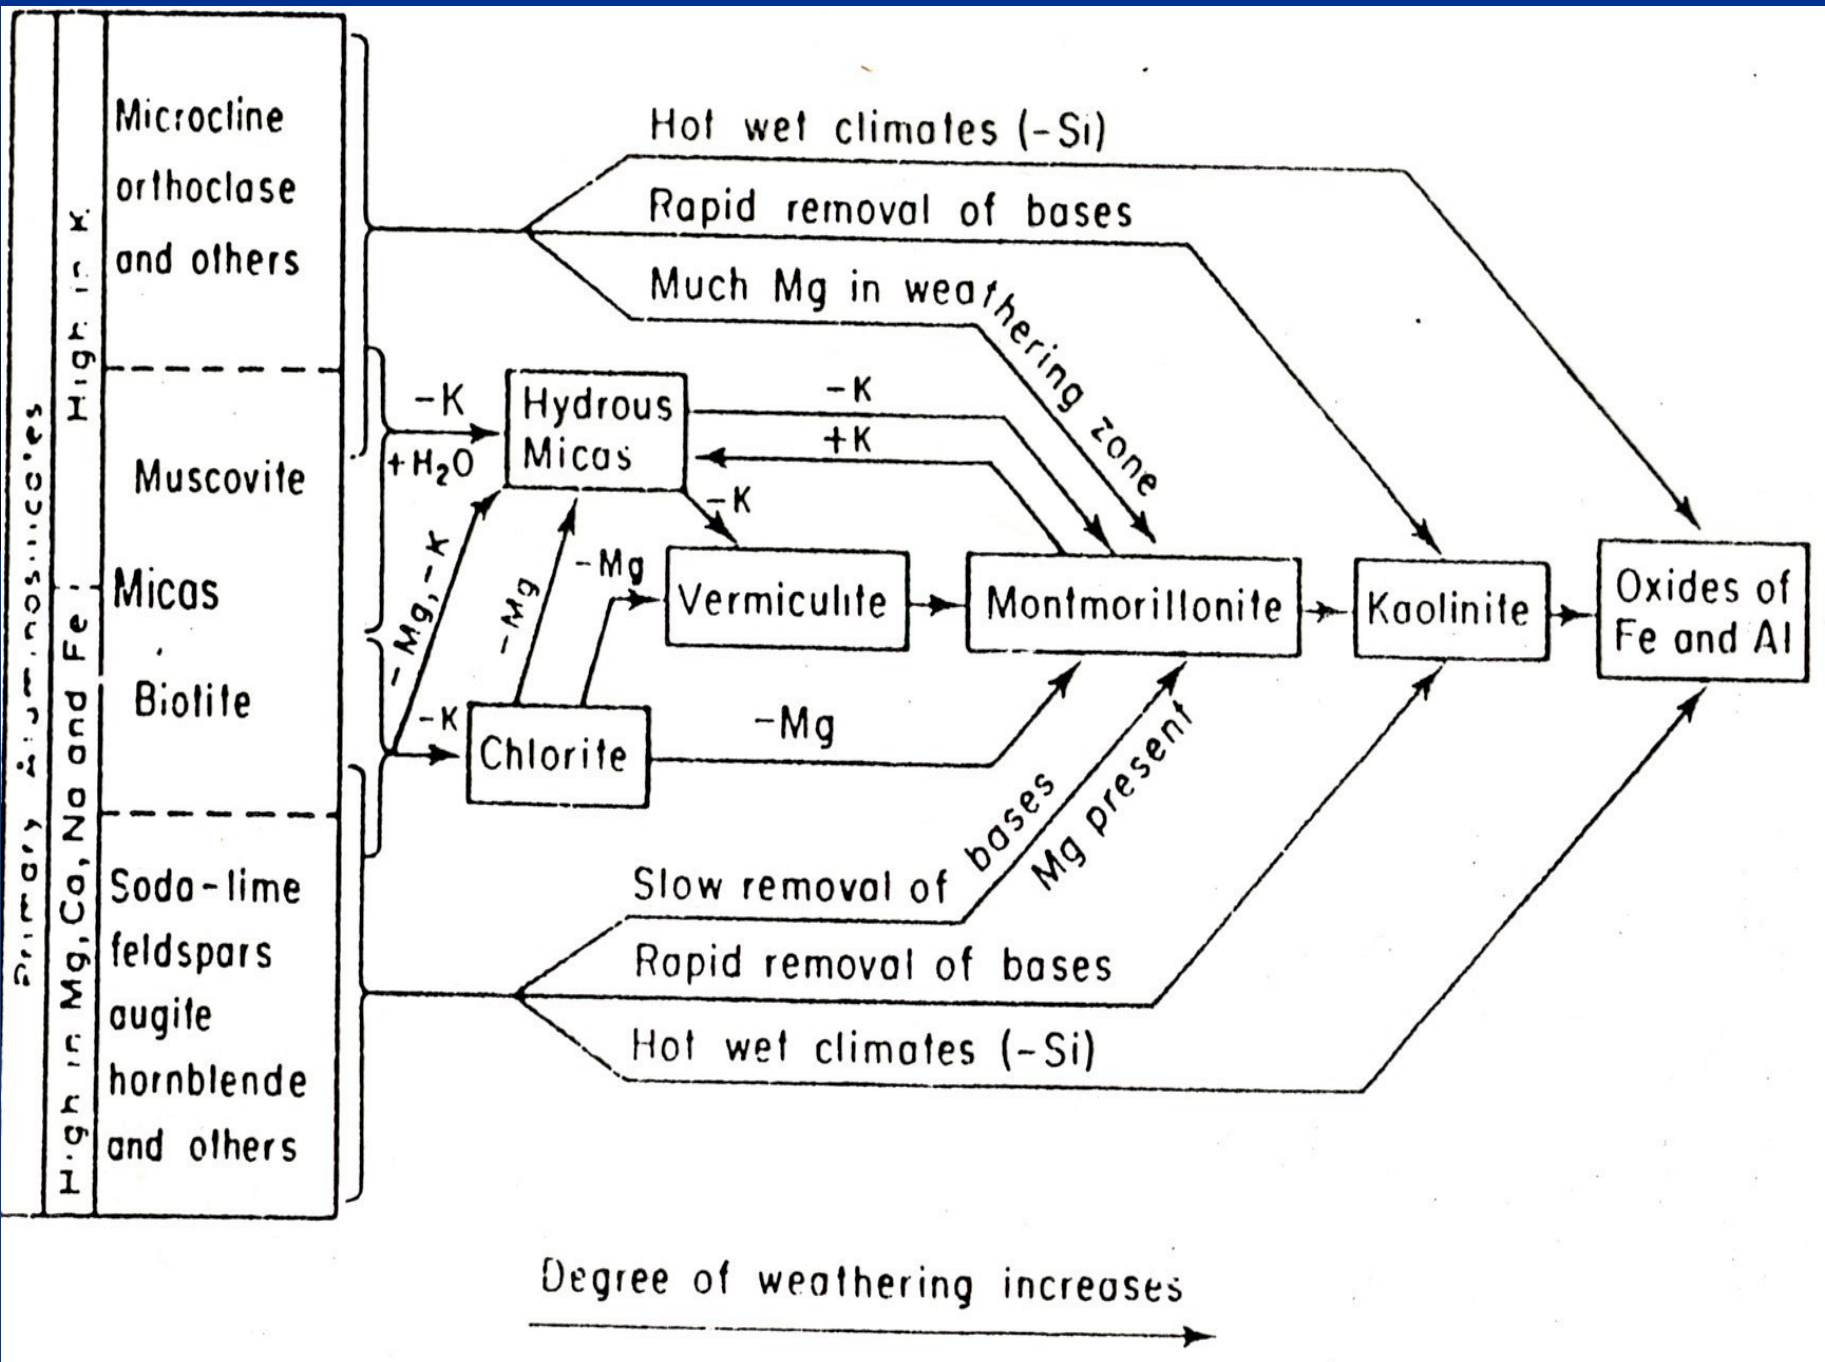 Primary aluminosilicates
High in K
High in Mg, Ca, Na and Fe
Microcline
orthoclase
and others
Muscovite
Micas
Biotite
Soda-lime
feldspars
augite
hornblende
and others
Hot wet climates (-Si)
Rapid removal of bases
Much Mg in weathering zone
-K
+H₂O
Hydrous
Micas
-K
+K
-K
-Mg, -K
-Mg
-Mg
Vermiculite
Montmorillonite
Kaolinite
Oxides of
Fe and Al
-K
Chlorite
-Mg
Slow removal of bases
Mg present
Rapid removal of bases
Hot wet climates (-Si)
Degree of weathering increases